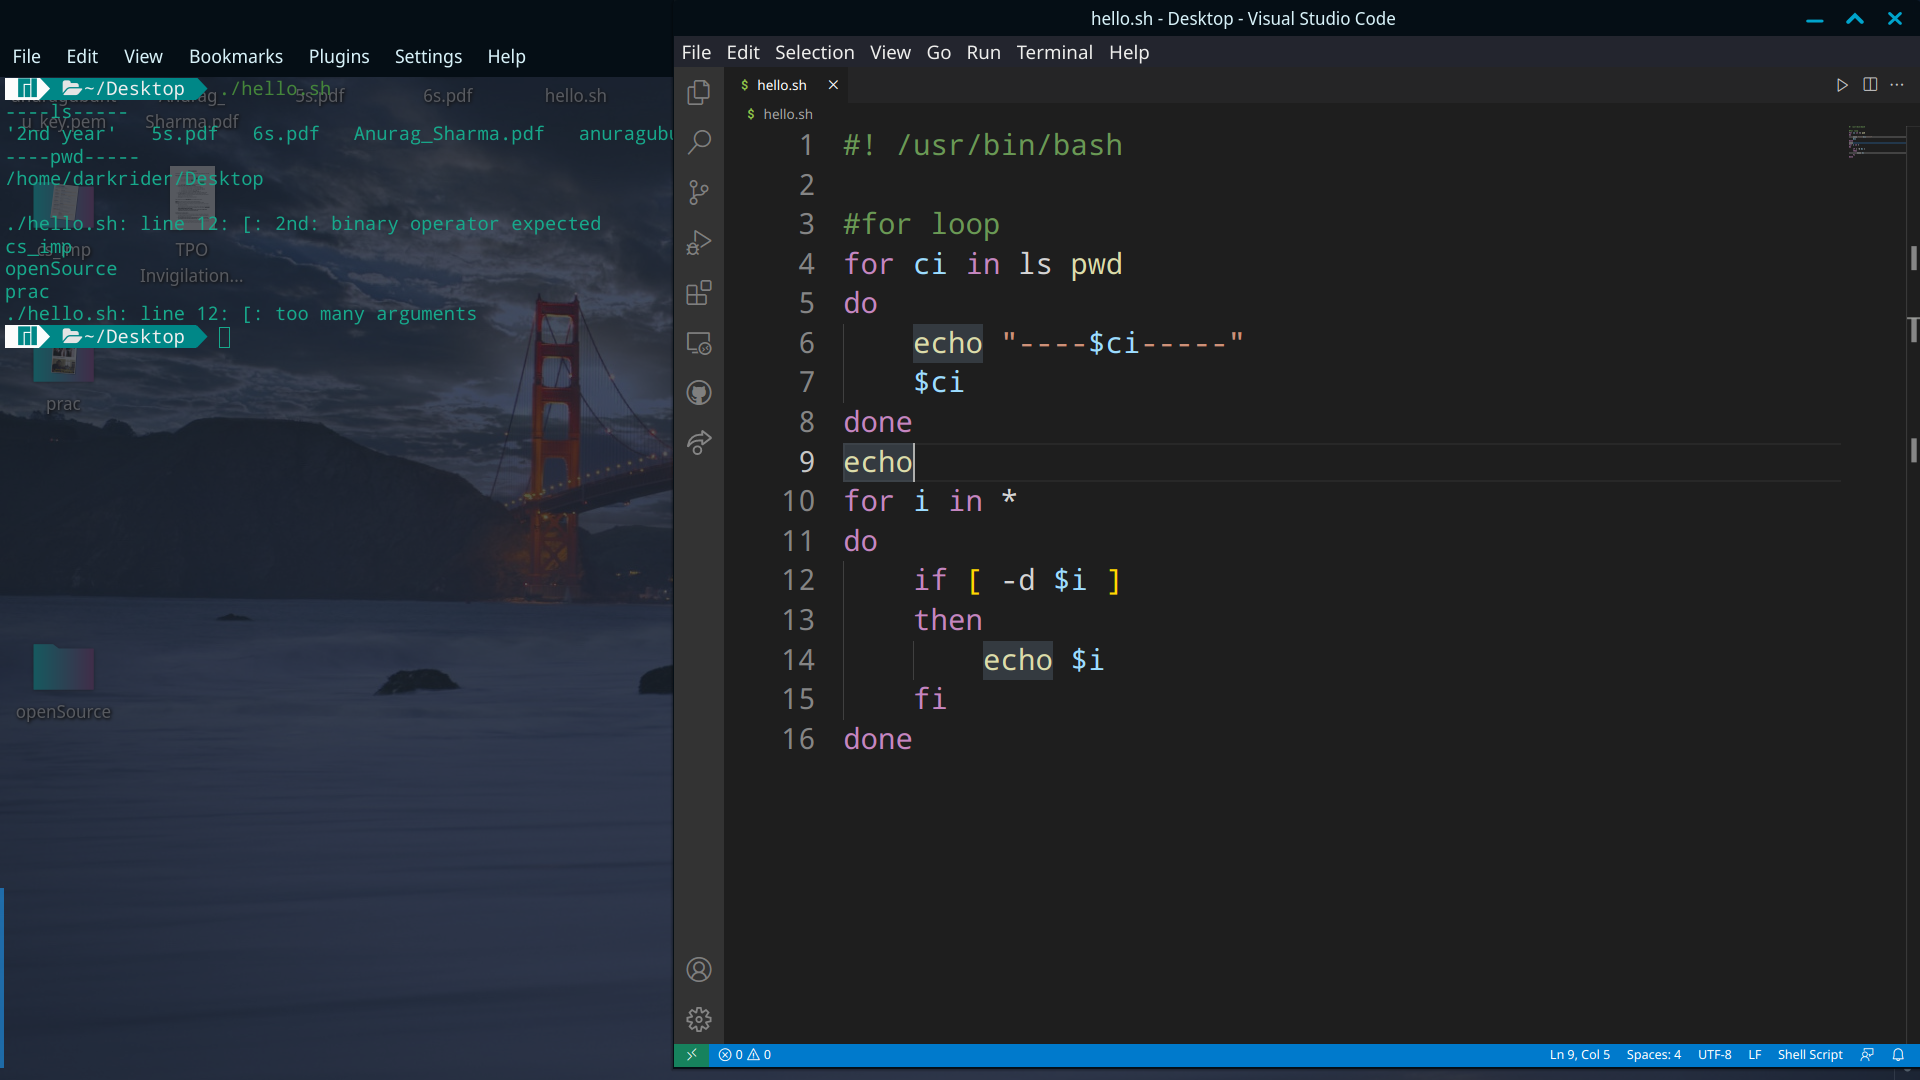 File Edit View Bookmarks Plugins Settings Help
~/Desktop ./hello.sh
----ls-----
'2nd year' 5s.pdf 6s.pdf Anurag_Sharma.pdf
----pwd-----
/home/darkrider/Desktop
./hello.sh: line 12: [: 2nd: binary operator expected
cs_imp
openSource
prac
./hello.sh: line 12: [: too many arguments
~/Desktop
5s.pdf
6s.pdf
hello.sh
u_key.pem
Sharma.pdf
cs_imp
TPO
Invigilation...
prac
openSource
hello.sh - Desktop - Visual Studio Code
File Edit Selection View Go Run Terminal Help
$ hello.sh
$ hello.sh
1 #! /usr/bin/bash
2
3 #for loop
4 for ci in ls pwd
5 do
6 echo "----$ci-----"
7 $ci
8 done
9 echo
10 for i in *
11 do
12 if [ -d $i ]
13 then
14 echo $i
15 fi
16 done
0 0 Ln 9, Col 5 Spaces: 4 UTF-8 LF Shell Script